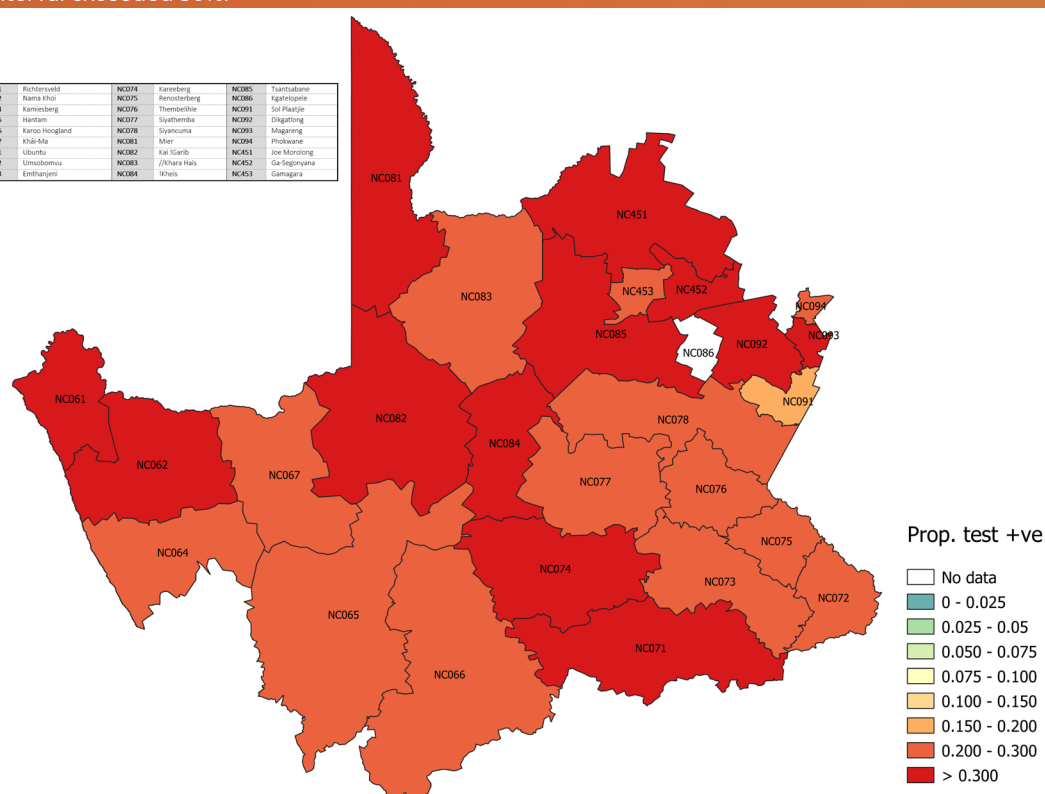 Richtersveld NC074 Kareeberg NC085 Tsantsabane
Nama Khoi NC075 Renosterberg NC086 Kgatelopele
Kamiesberg NC076 Thembelihle NC091 Sol Plaatjie
Hantam NC077 Siyathemba NC092 Dikgatlong
Karoo Hoogland NC078 Siyancuma NC093 Magareng
Khâi-Ma NC081 Mier NC094 Phokwane
Ubuntu NC082 Kai !Garib NC451 Joe Morolong
Umsobomvu NC083 //Khara Hais NC452 Ga-Segonyana
Emthanjeni NC084 !Kheis NC453 Gamagara
NC081
NC451
NC083
NC453
NC452
NC094
NC085
NC093
NC086
NC092
NC061
NC091
NC082
NC078
NC084
NC062
NC067
NC077
NC076
NC064
NC075
NC074
NC073
NC072
NC065
NC071
NC066
Prop. test +ve
No data
0 - 0.025
0.025 - 0.05
0.050 - 0.075
0.075 - 0.100
0.100 - 0.150
0.150 - 0.200
0.200 - 0.300
> 0.300